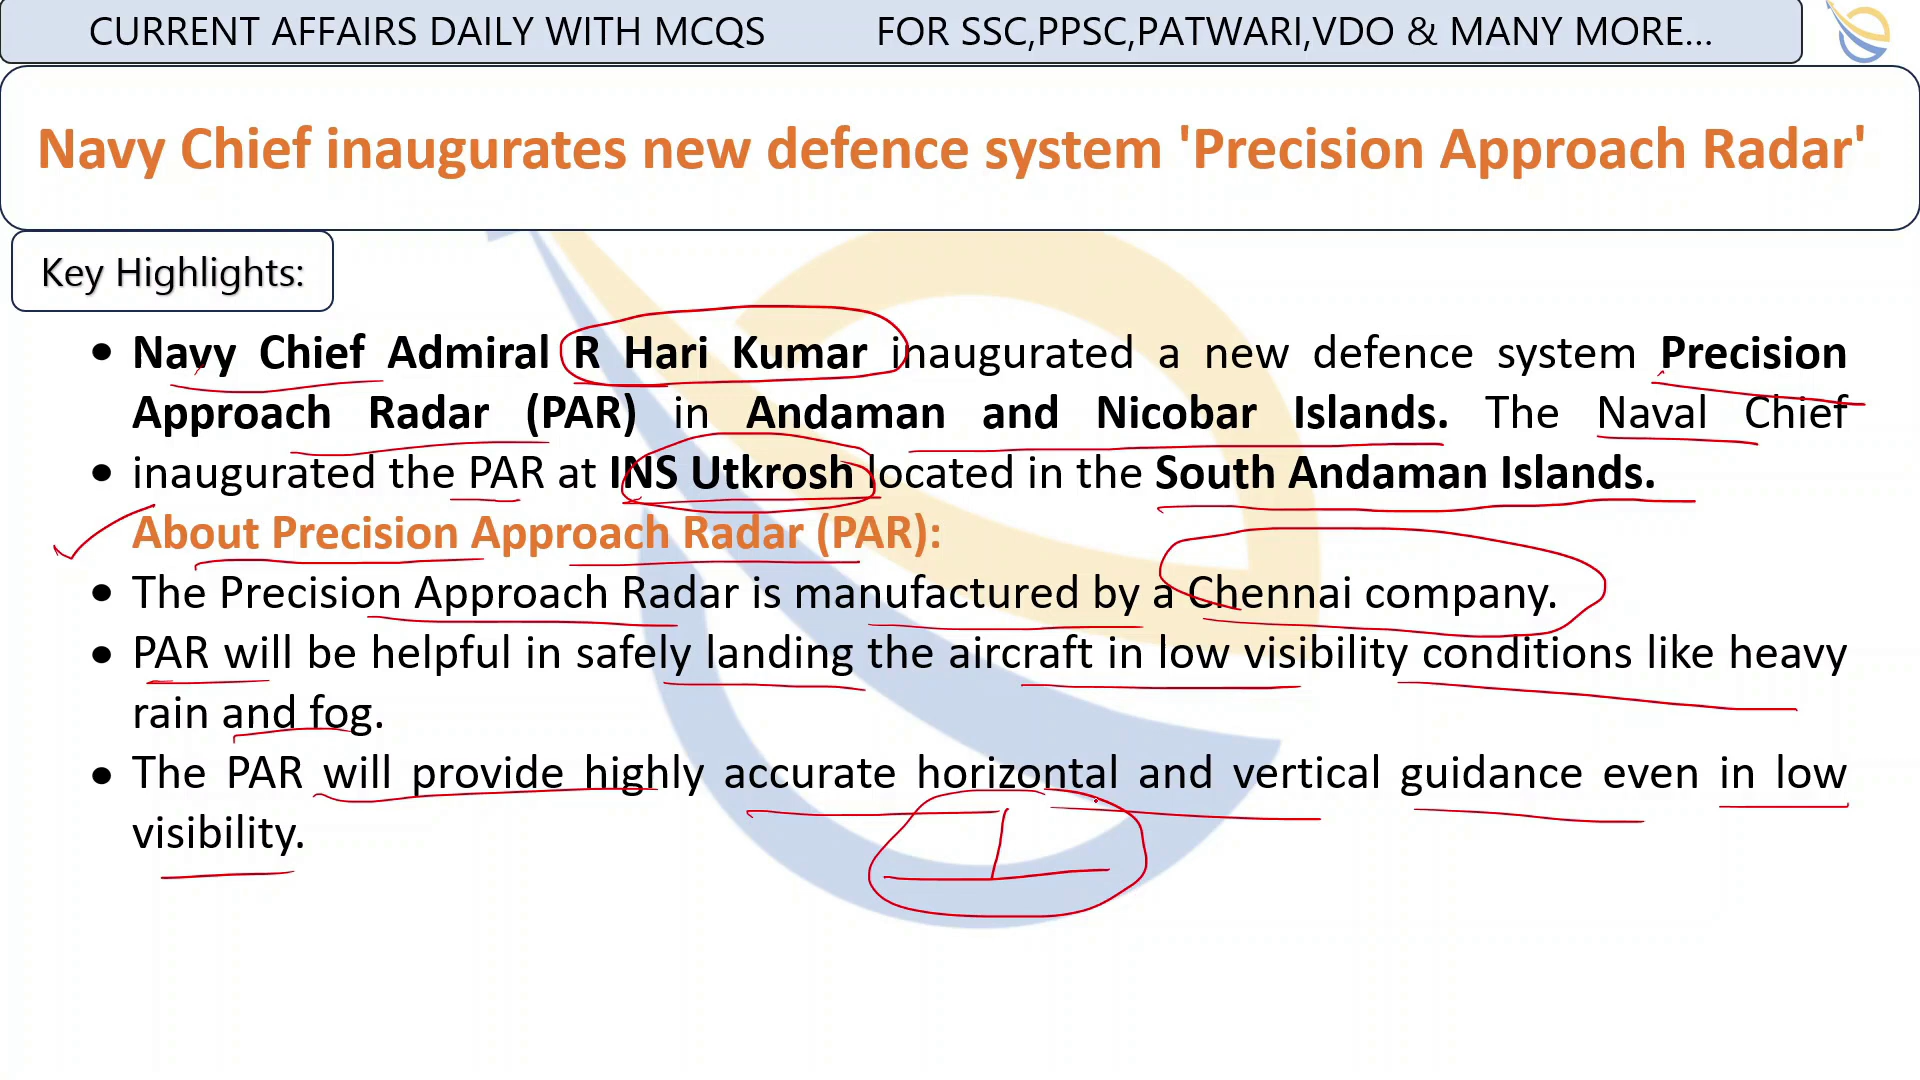 CURRENT AFFAIRS DAILY WITH MCQS FOR SSC,PPSC,PATWARI,VDO & MANY MORE...
Navy Chief inaugurates new defence system 'Precision Approach Radar'
Key Highlights:
• Navy Chief Admiral R Hari Kumar inaugurated a new defence system Precision
Approach Radar (PAR) in Andaman and Nicobar Islands. The Naval Chief
• inaugurated the PAR at INS Utkrosh located in the South Andaman Islands.
About Precision Approach Radar (PAR):
• The Precision Approach Radar is manufactured by a Chennai company.
• PAR will be helpful in safely landing the aircraft in low visibility conditions like heavy
rain and fog.
• The PAR will provide highly accurate horizontal and vertical guidance even in low
visibility.